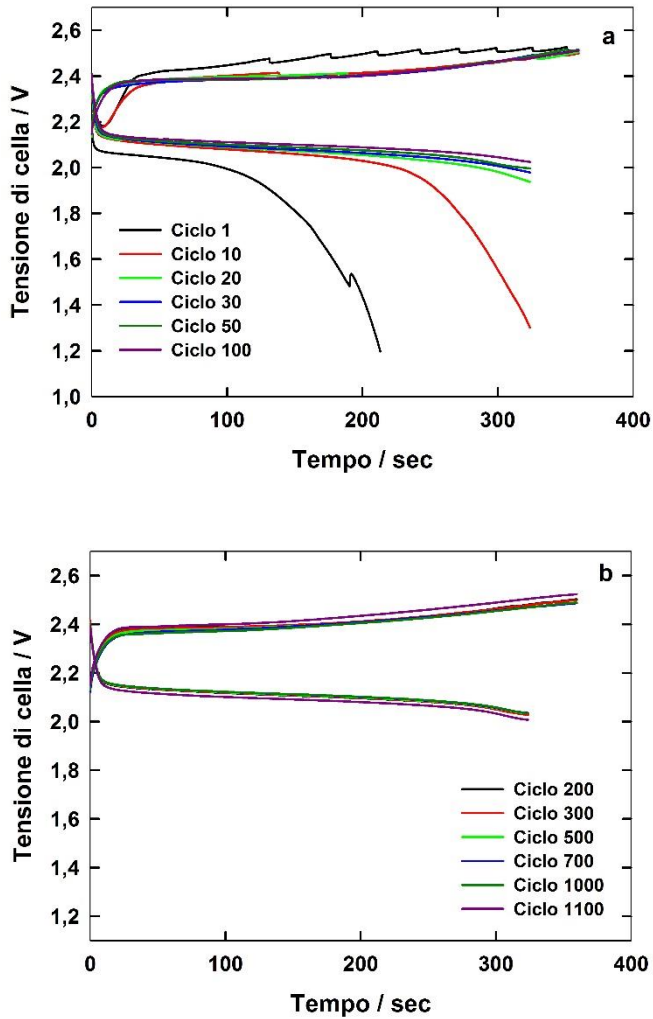 a
2,6
2,4
2,2
2,0
1,8
1,6
1,4
1,2
1,0
Tensione di cella / V
Ciclo 1
Ciclo 10
Ciclo 20
Ciclo 30
Ciclo 50
Ciclo 100
0 100 200 300 400
Tempo / sec
b
2,6
2,4
2,2
2,0
1,8
1,6
1,4
1,2
Tensione di cella / V
Ciclo 200
Ciclo 300
Ciclo 500
Ciclo 700
Ciclo 1000
Ciclo 1100
0 100 200 300 400
Tempo / sec